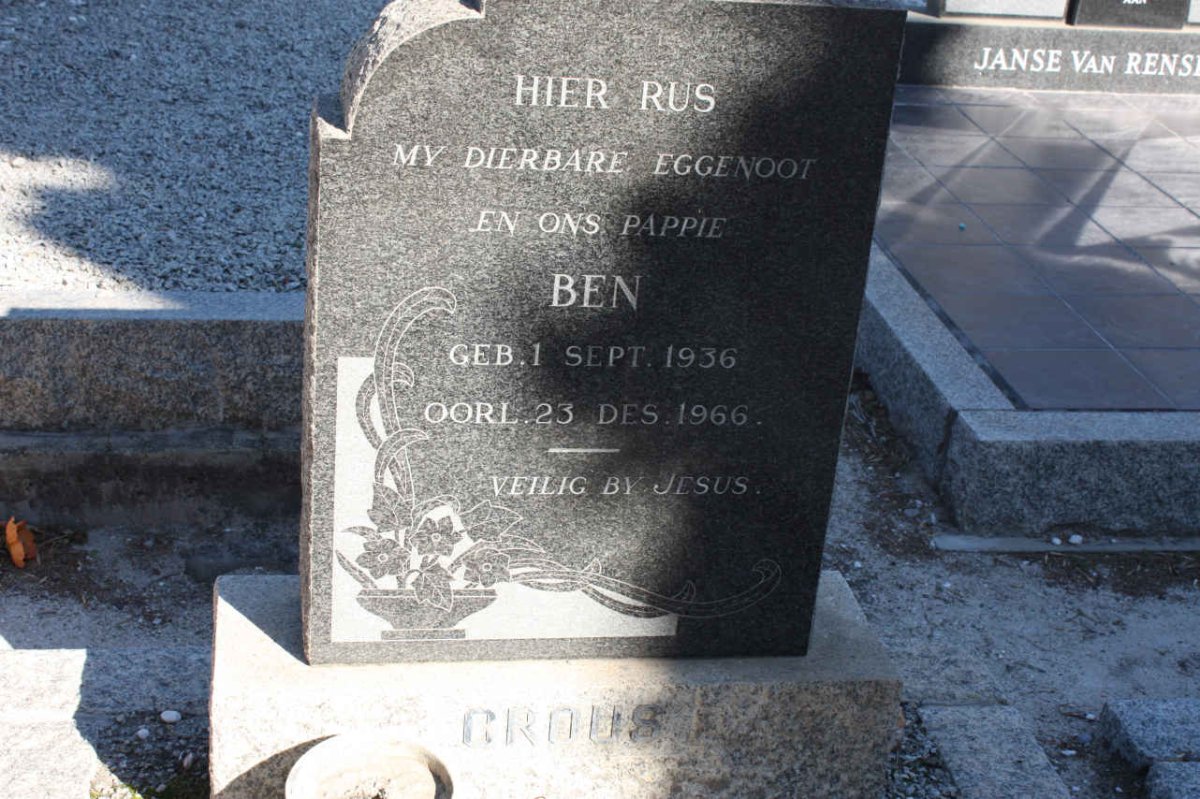 HIER RUS
MY DIERBARE EGGENOOT
EN ONS PAPPIE
BEN
GEB. 1 SEPT. 1936
OORL. 23 DES. 1966.
VEILIG BY JESUS.
CROUS
AAN
JANSE VAN